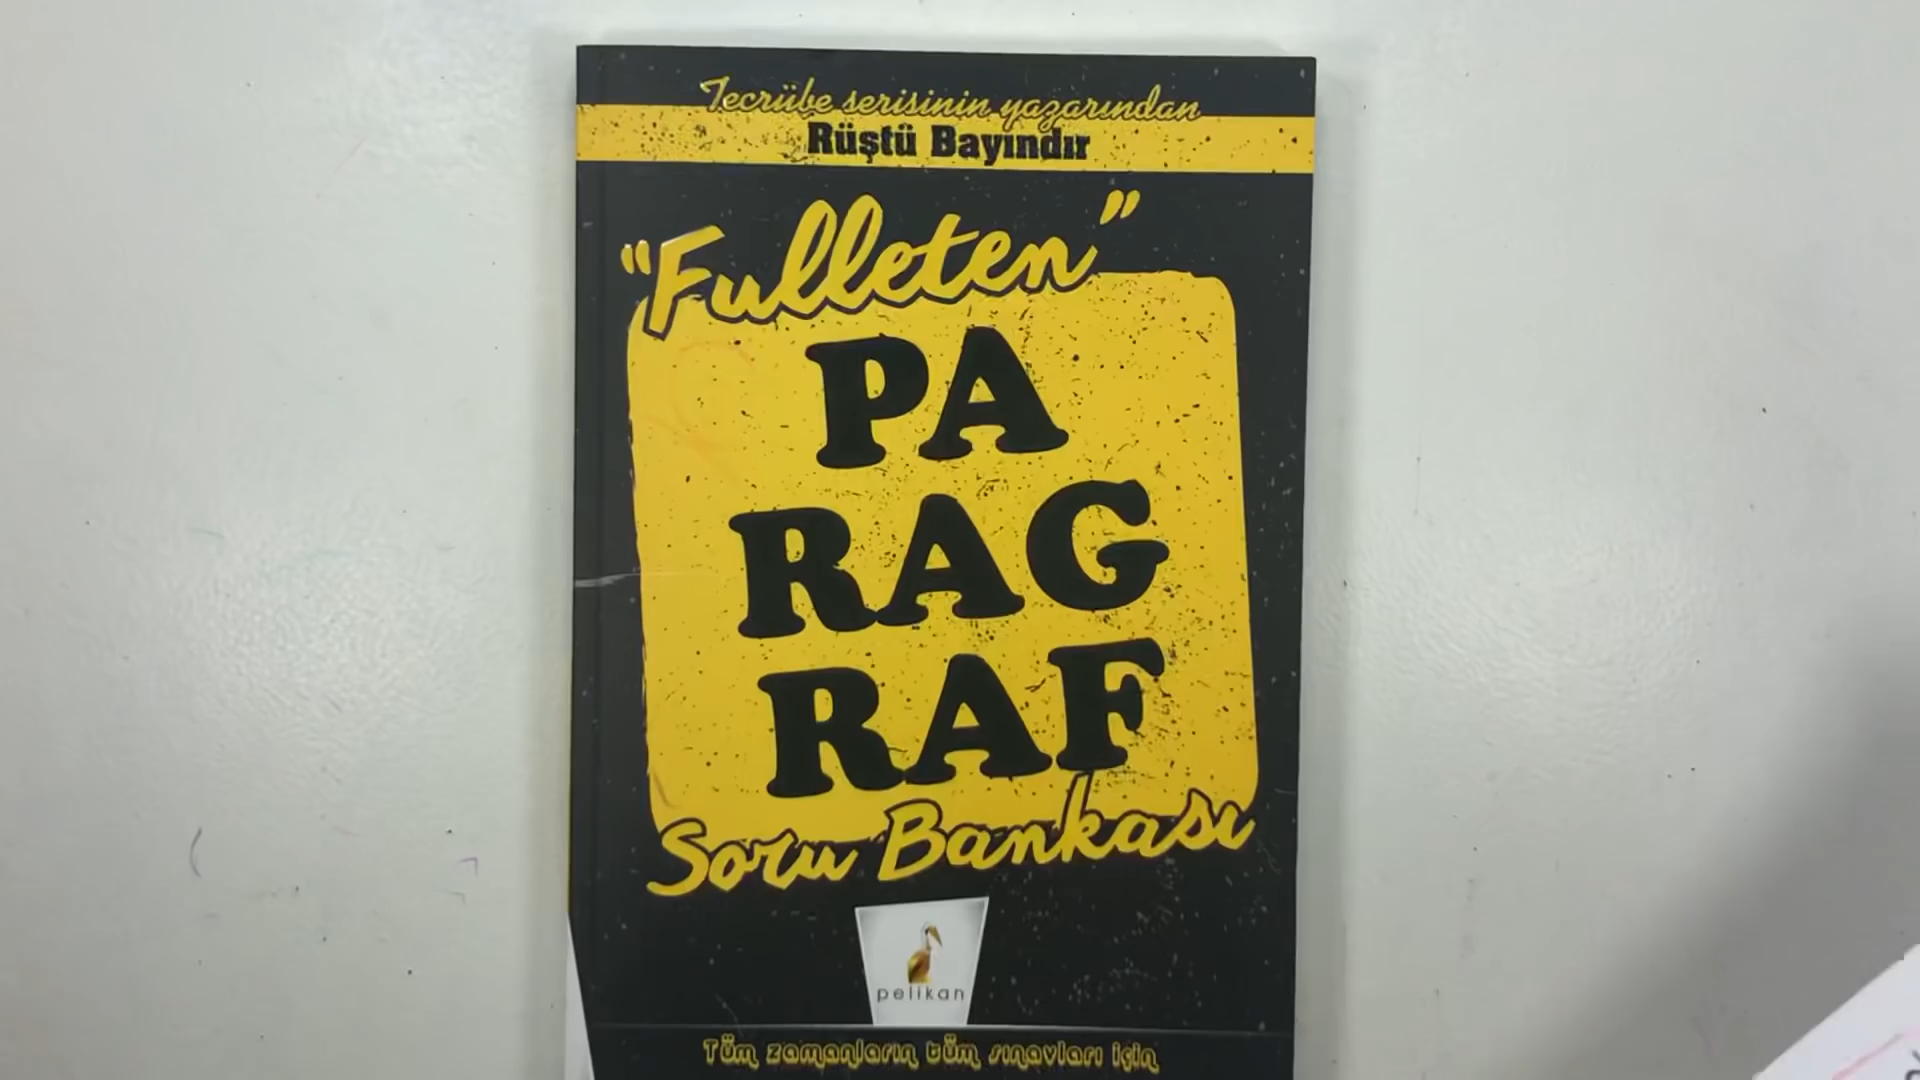 Tecrübe serisinin yazarından
Rüştü Bayındır
"Fulleten"
PA
RAG
RAF
Soru Bankası
pelikan
Tüm zamanların tüm sınavları için